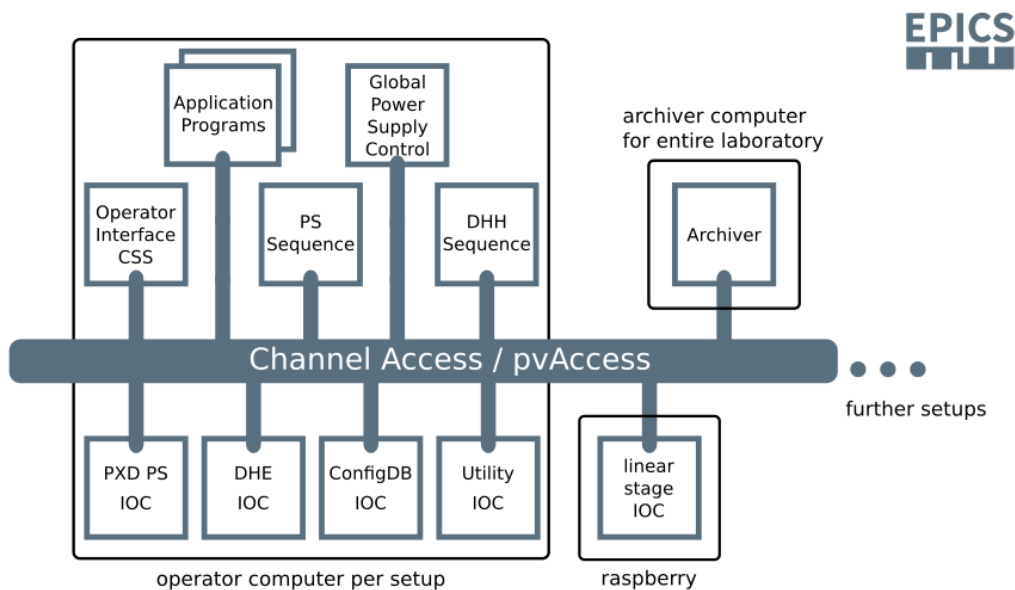 EPICS
Application
Programs
Global
Power
Supply
Control
archiver computer
for entire laboratory
Operator
Interface
CSS
PS
Sequence
DHH
Sequence
Archiver
Channel Access / pvAccess
further setups
PXD PS
IOC
DHE
IOC
ConfigDB
IOC
Utility
IOC
linear
stage
IOC
operator computer per setup
raspberry